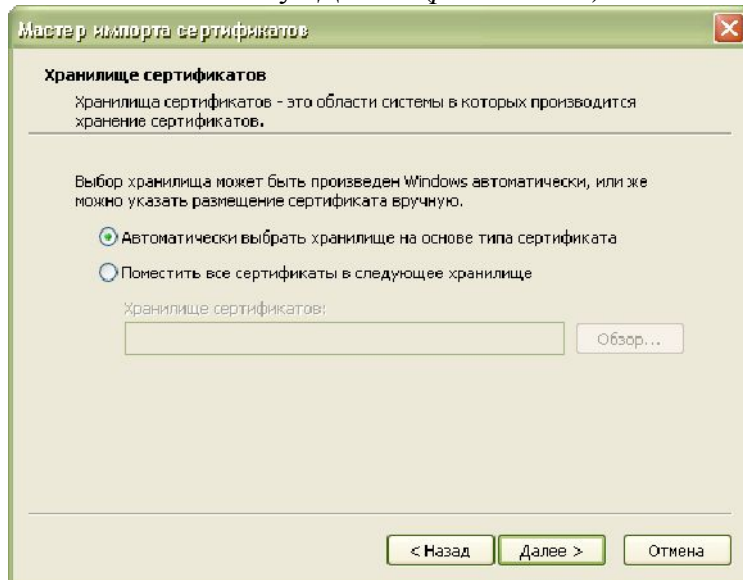 Мастер импорта сертификатов
Хранилище сертификатов
Хранилища сертификатов - это области системы в которых производится
хранение сертификатов.
Выбор хранилища может быть произведен Windows автоматически, или же
можно указать размещение сертификата вручную.
Автоматически выбрать хранилище на основе типа сертификата
Поместить все сертификаты в следующее хранилище
Хранилище сертификатов:
Обзор...
< Назад
Далее >
Отмена